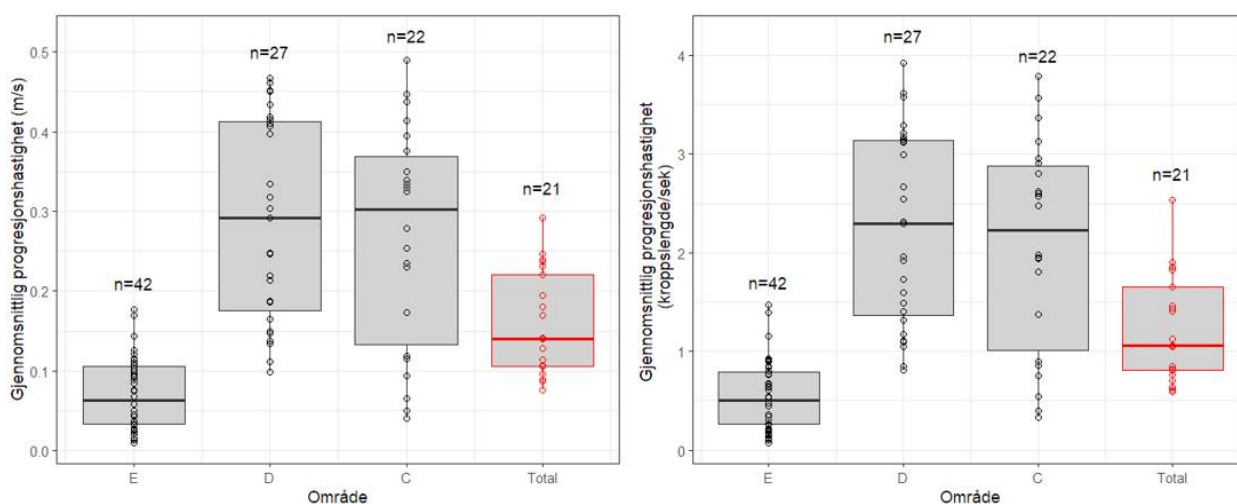 Gjennomsnittlig progresjonshastighet (m/s)
0.5
0.4
0.3
0.2
0.1
0.0
n=42
n=27
n=22
n=21
E
D
C
Total
Område
Gjennomsnittlig progresjonshastighet
(kroppslengde/sek)
4
3
2
1
0
n=42
n=27
n=22
n=21
E
D
C
Total
Område